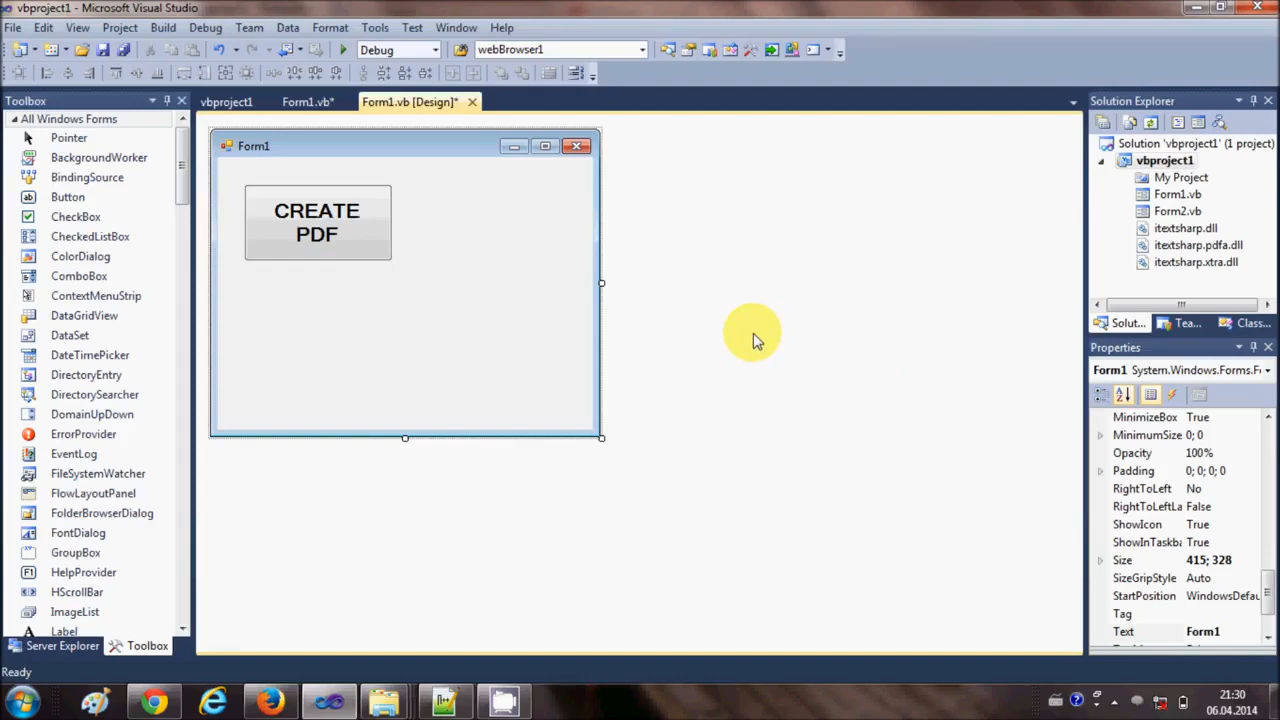 vbproject1 - Microsoft Visual Studio
File Edit View Project Build Debug Team Data Format Tools Test Window Help
Debug webBrowser1
Toolbox
All Windows Forms
Pointer
BackgroundWorker
BindingSource
Button
CheckBox
CheckedListBox
ColorDialog
ComboBox
ContextMenuStrip
DataGridView
DataSet
DateTimePicker
DirectoryEntry
DirectorySearcher
DomainUpDown
ErrorProvider
EventLog
FileSystemWatcher
FlowLayoutPanel
FolderBrowserDialog
FontDialog
GroupBox
HelpProvider
HScrollBar
ImageList
Label
Server Explorer Toolbox
vbproject1 Form1.vb* Form1.vb [Design]*
Form1
CREATE
PDF
Solution Explorer
Solution 'vbproject1' (1 project)
vbproject1
My Project
Form1.vb
Form2.vb
itextsharp.dll
itextsharp.pdfa.dll
itextsharp.xtra.dll
Solut... Tea... Class...
Properties
Form1 System.Windows.Forms.Fo
MinimizeBox True
MinimumSize 0; 0
Opacity 100%
Padding 0; 0; 0; 0
RightToLeft No
RightToLeftLa False
ShowIcon True
ShowInTaskba True
Size 415; 328
SizeGripStyle Auto
StartPosition WindowsDefau
Tag
Text Form1
Ready
21:30
06.04.2014